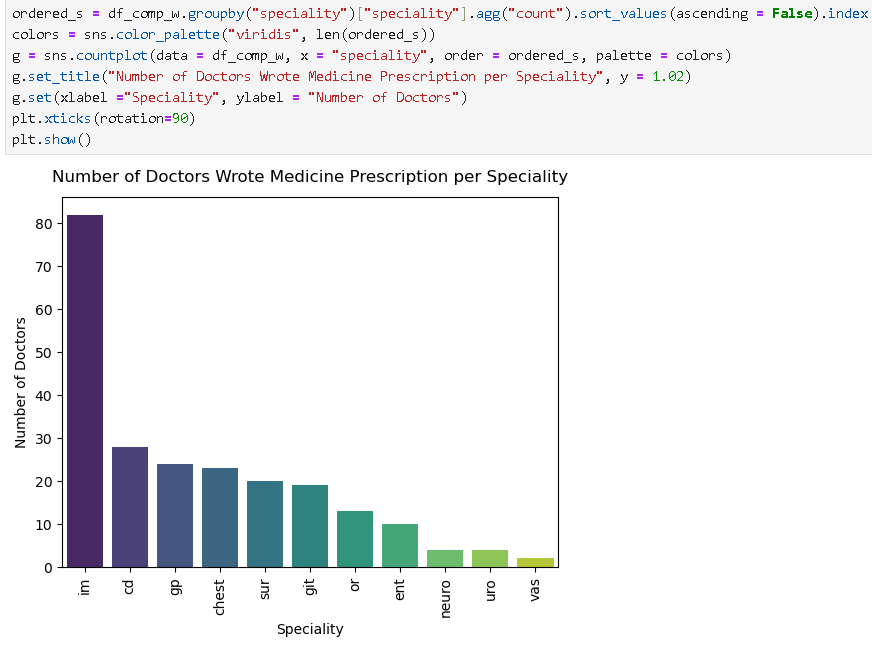 ordered_s = df_comp_w.groupby("speciality")["speciality"].agg("count").sort_values(ascending = False).index
colors = sns.color_palette("viridis", len(ordered_s))
g = sns.countplot(data = df_comp_w, x = "speciality", order = ordered_s, palette = colors)
g.set_title("Number of Doctors Wrote Medicine Prescription per Speciality", y = 1.02)
g.set(xlabel ="Speciality", ylabel = "Number of Doctors")
plt.xticks(rotation=90)
plt.show()
Number of Doctors Wrote Medicine Prescription per Speciality
Number of Doctors
80
70
60
50
40
30
20
10
0
im
cd
gp
chest
sur
git
or
ent
neuro
uro
vas
Speciality